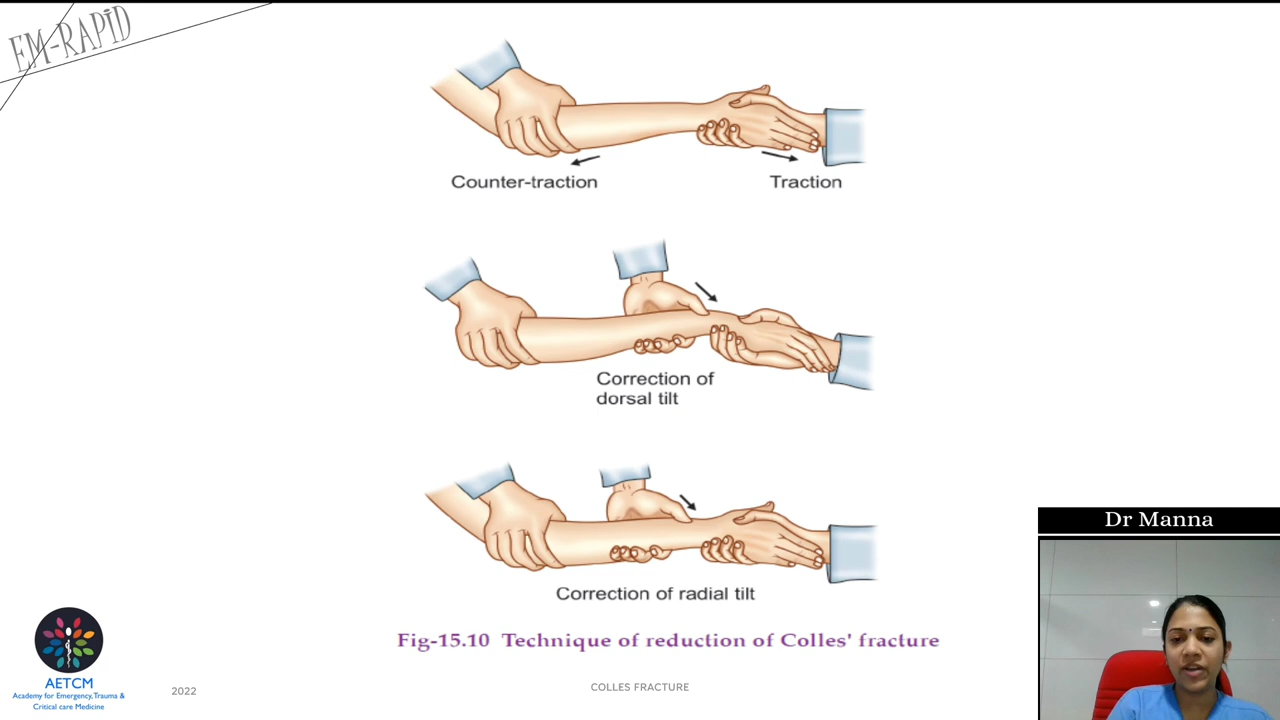 EM-RAPiD
Counter-traction
Traction
Correction of
dorsal tilt
Correction of radial tilt
Fig-15.10 Technique of reduction of Colles' fracture
Dr Manna
AETCM
Academy for Emergency,Trauma &
Critical care Medicine
2022
COLLES FRACTURE